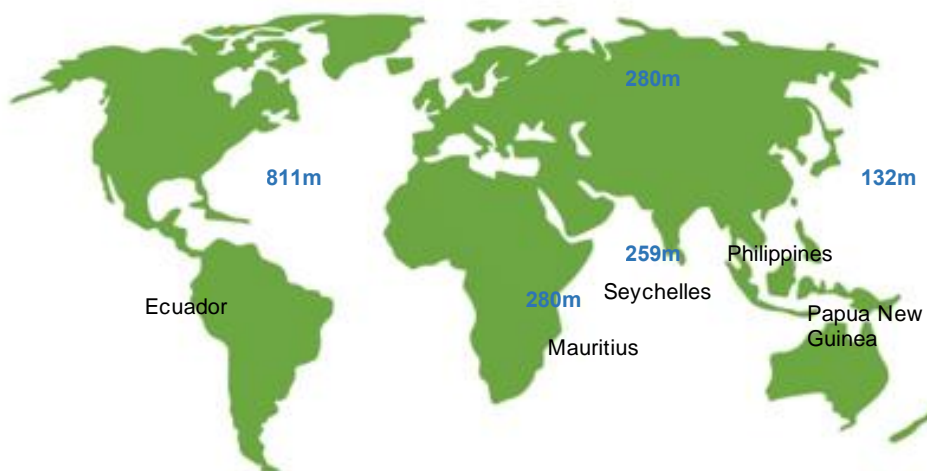 280m
811m
132m
259m
Philippines
Seychelles
280m
Ecuador
Papua New
Guinea
Mauritius